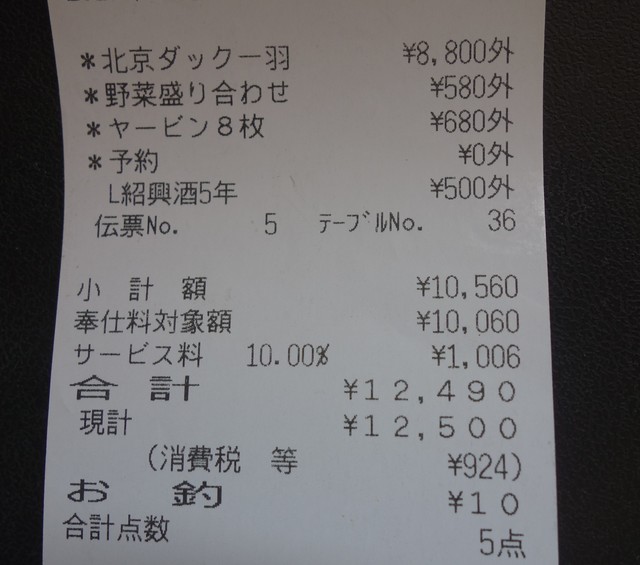 *北京ダック一羽 ¥8,800外
*野菜盛り合わせ ¥580外
*ヤービン8枚 ¥680外
*予約 ¥0外
L紹興酒5年 ¥500外
伝票No. 5 テーブルNo. 36
小計額 ¥10,560
奉仕料対象額 ¥10,060
サービス料 10.00% ¥1,006
合計 ¥12,490
現計 ¥12,500
(消費税 等 ¥924)
お釣 ¥10
合計点数 5点